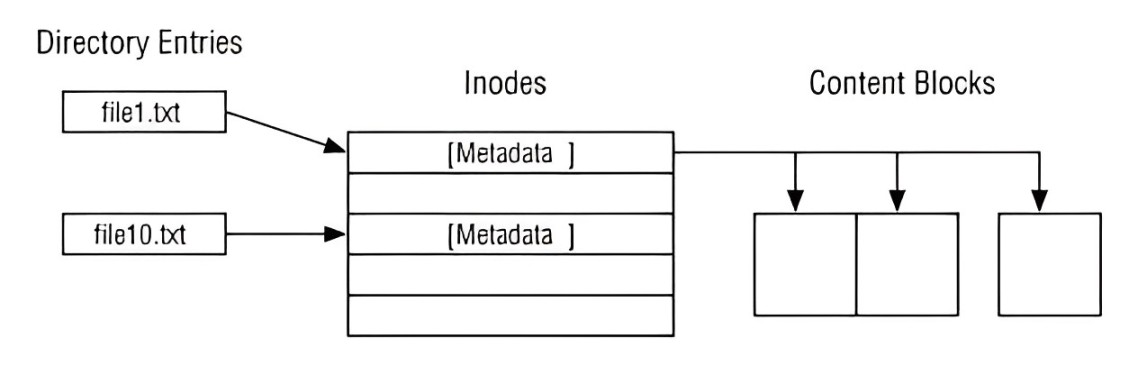 Directory Entries
Inodes
Content Blocks
file1.txt
[Metadata ]
file10.txt
[Metadata ]